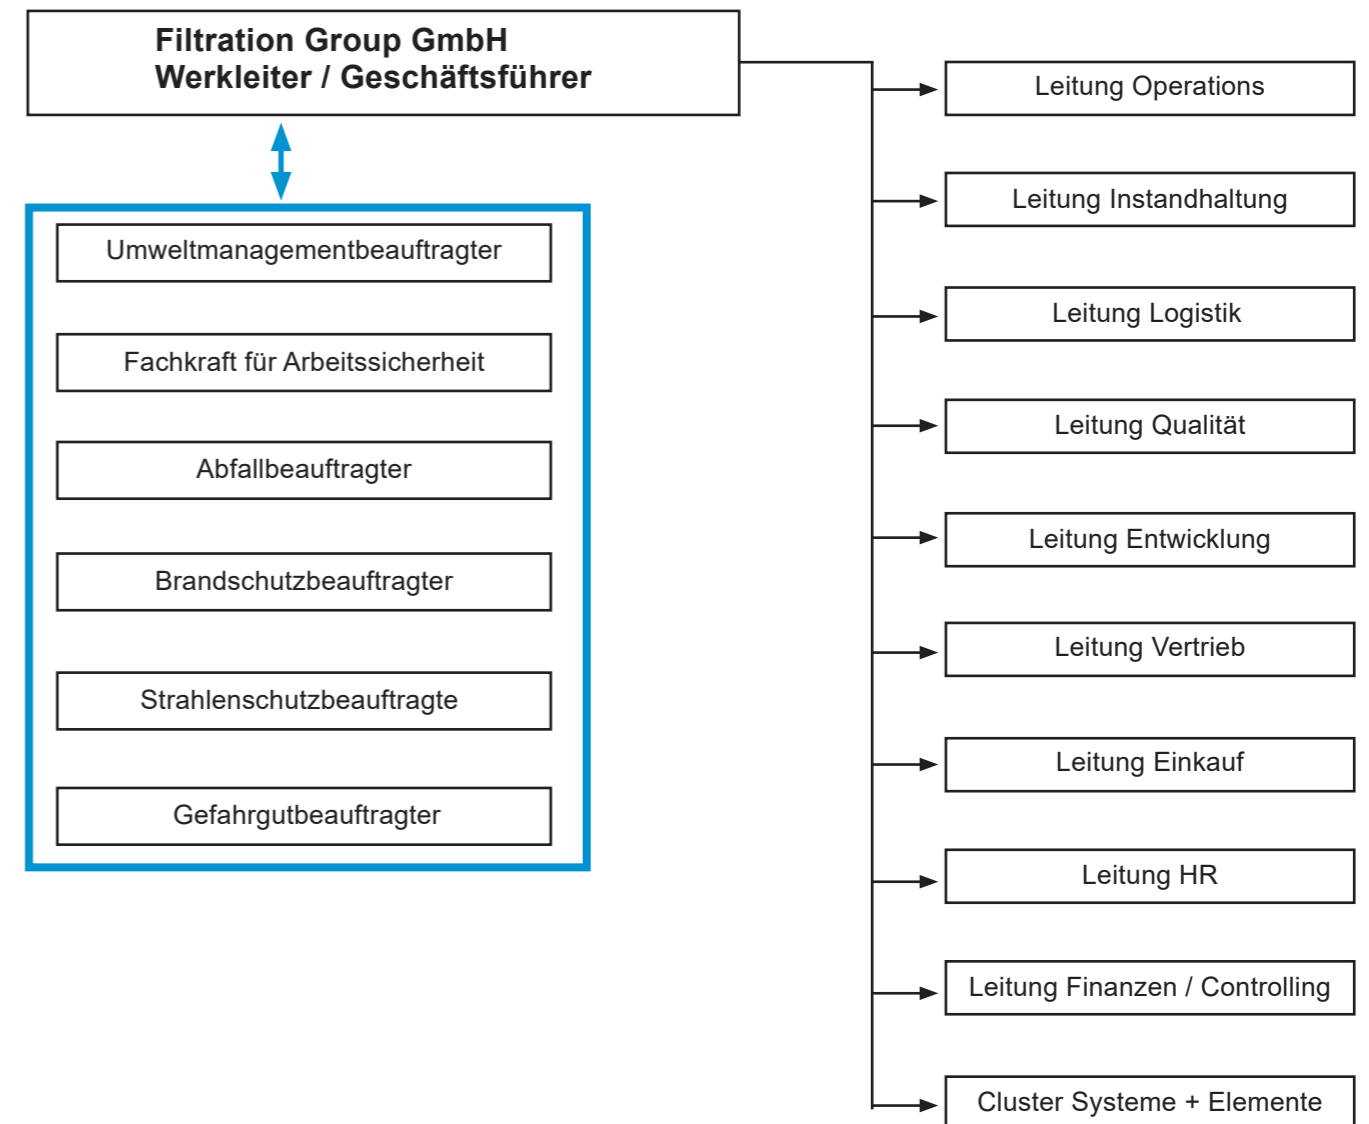 Filtration Group GmbH
Werkleiter / Geschäftsführer
Umweltmanagementbeauftragter
Fachkraft für Arbeitssicherheit
Abfallbeauftragter
Brandschutzbeauftragter
Strahlenschutzbeauftragte
Gefahrgutbeauftragter
Leitung Operations
Leitung Instandhaltung
Leitung Logistik
Leitung Qualität
Leitung Entwicklung
Leitung Vertrieb
Leitung Einkauf
Leitung HR
Leitung Finanzen / Controlling
Cluster Systeme + Elemente